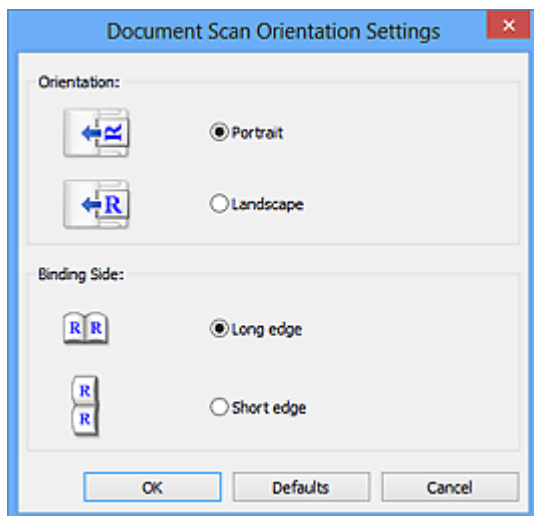 Document Scan Orientation Settings
Orientation:
R
Portrait
R
Landscape
Binding Side:
R R
Long edge
R
R
Short edge
OK Defaults Cancel